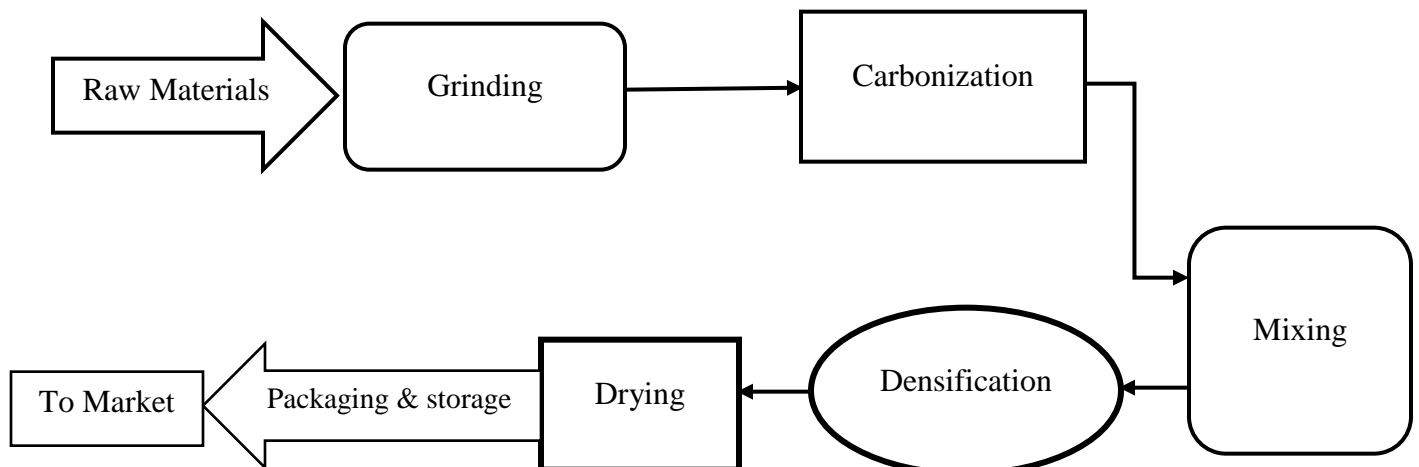 Raw Materials
Grinding
Carbonization
Mixing
Densification
Drying
Packaging & storage
To Market